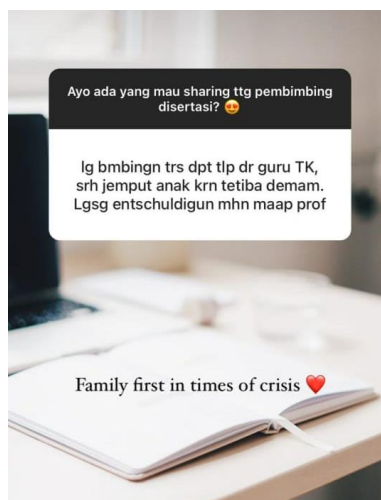 Ayo ada yang mau sharing ttg pembimbing
disertasi? 😍
lg bmbingn trs dpt tlp dr guru TK,
srh jemput anak krn tetiba demam.
Lgsg entschuldigun mhn maap prof
Family first in times of crisis ❤️